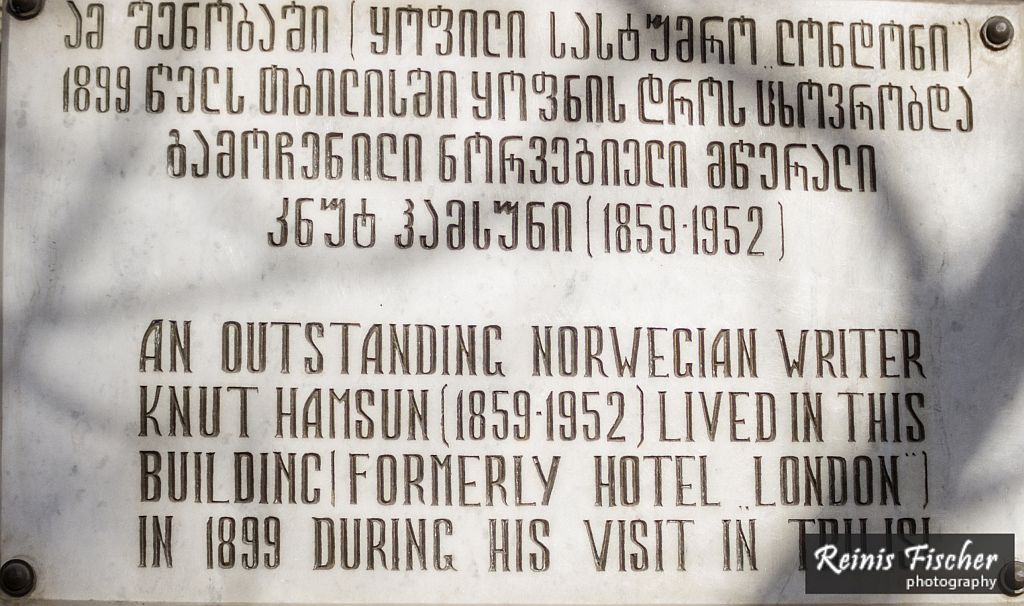 ამ შენობაში (ყოფილი სასტუმრო „ლონდონი“)
1899 წელს თბილისში ყოფნის დროს ცხოვრობდა
გამოჩენილი ნორვეგიელი მწერალი
კნუტ ჰამსუნი (1859-1952)
AN OUTSTANDING NORWEGIAN WRITER
KNUT HAMSUN (1859-1952) LIVED IN THIS
BUILDING (FORMERLY HOTEL „LONDON“)
IN 1899 DURING HIS VISIT IN TBILISI
Reinis Fischer
photography